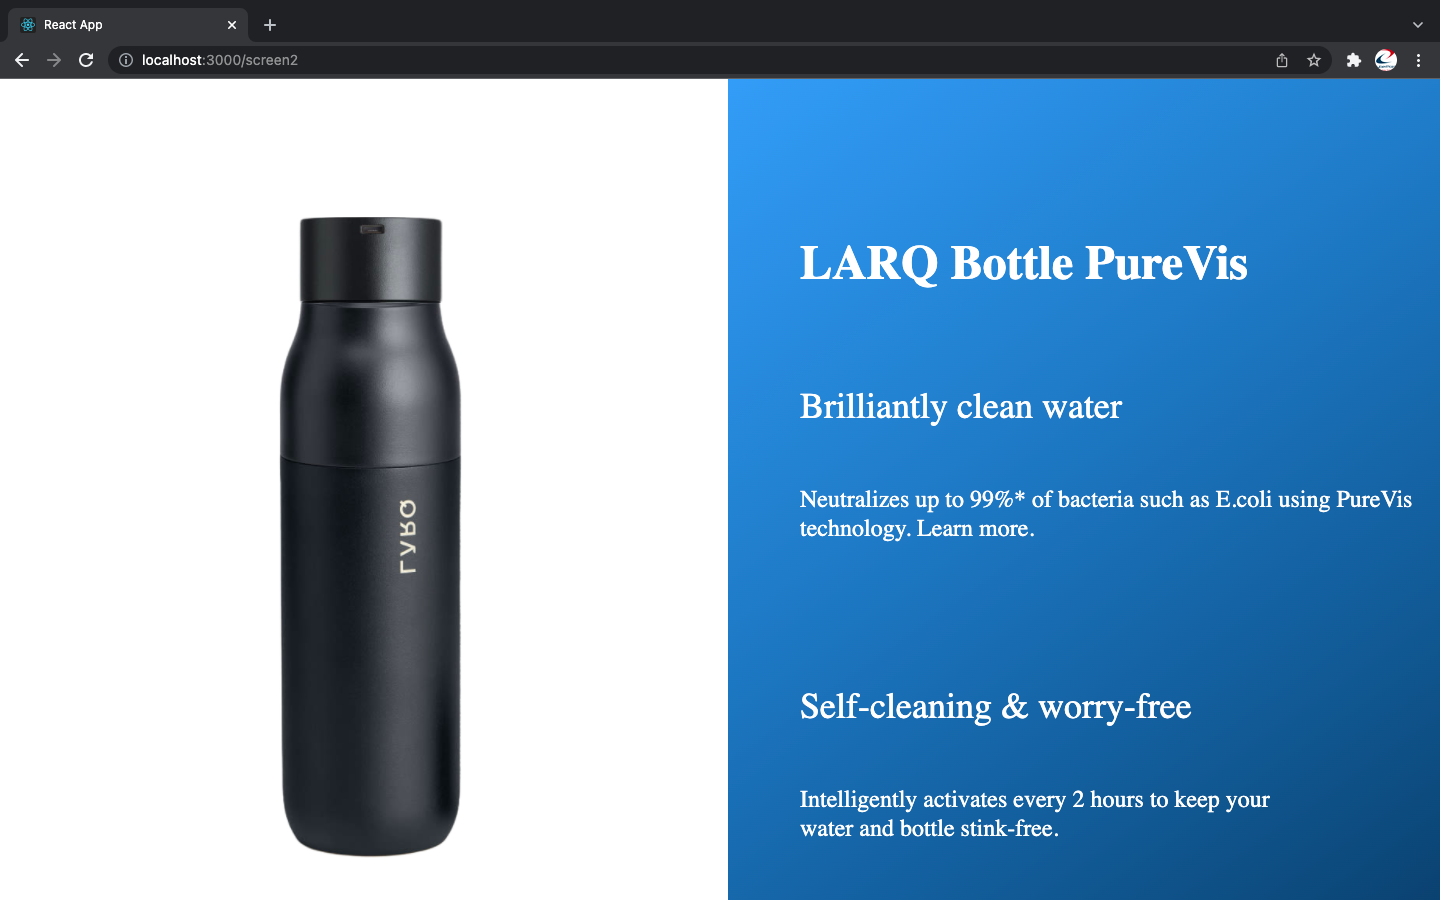 React App
localhost:3000/screen2
LARQ
LARQ Bottle PureVis
Brilliantly clean water
Neutralizes up to 99%* of bacteria such as E.coli using PureVis
technology. Learn more.
Self-cleaning & worry-free
Intelligently activates every 2 hours to keep your
water and bottle stink-free.